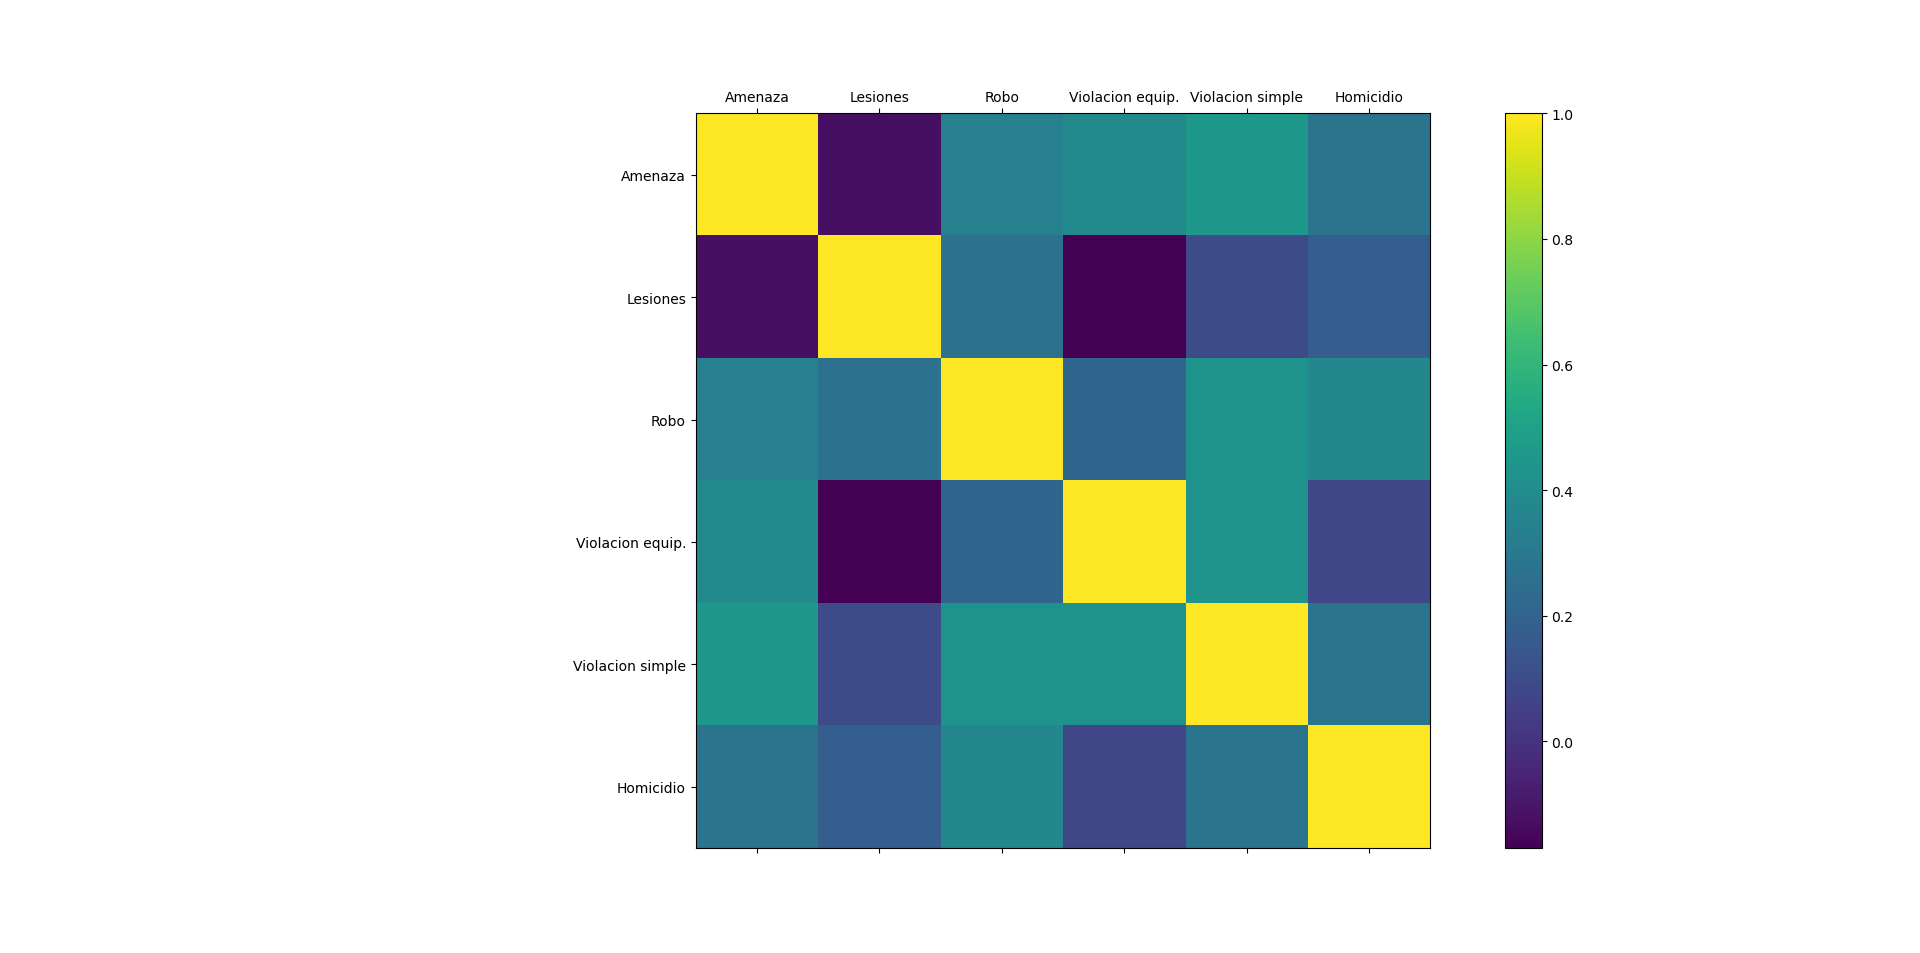 Amenaza Lesiones Robo Violacion equip. Violacion simple Homicidio
Amenaza
Lesiones
Robo
Violacion equip.
Violacion simple
Homicidio
1.0
0.8
0.6
0.4
0.2
0.0